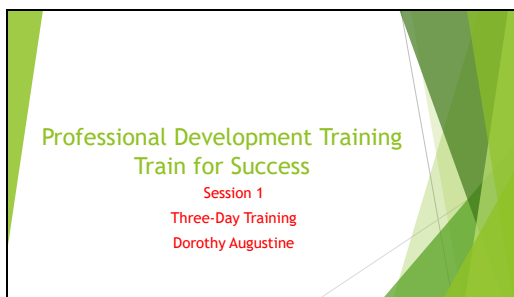 Professional Development Training
Train for Success
Session 1
Three-Day Training
Dorothy Augustine